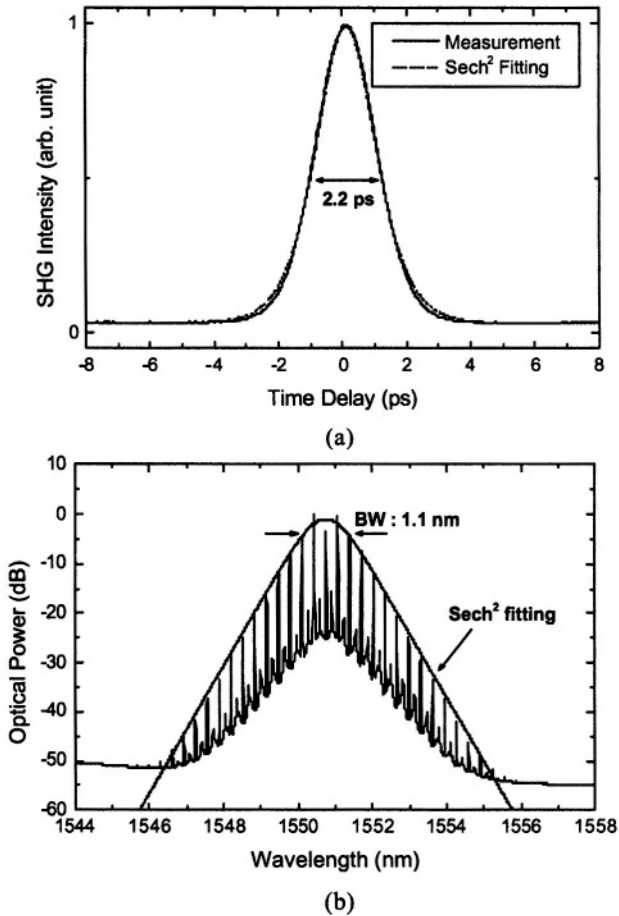 1
Measurement
Sech² Fitting
2.2 ps
SHG Intensity (arb. unit)
0
-8 -6 -4 -2 0 2 4 6 8
Time Delay (ps)
(a)
10
0
BW : 1.1 nm
-10
-20
Sech² fitting
-30
Optical Power (dB)
-40
-50
-60
1544 1546 1548 1550 1552 1554 1556 1558
Wavelength (nm)
(b)